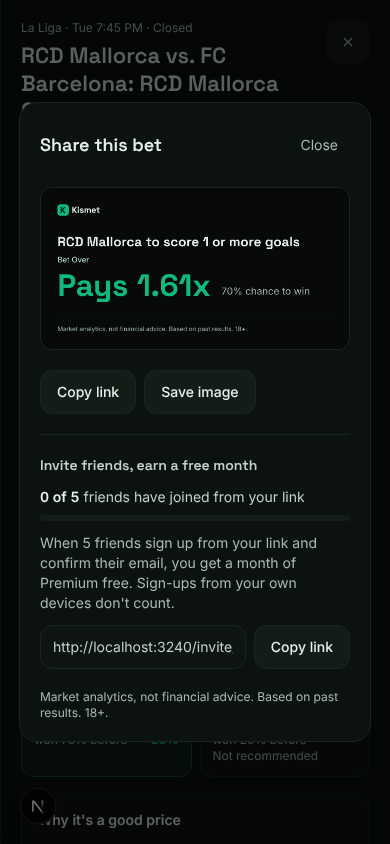 La Liga · Tue 7:45 PM · Closed
RCD Mallorca vs. FC
Barcelona: RCD Mallorca
×
Share this bet
Close
K Kismet
RCD Mallorca to score 1 or more goals
Bet Over
Pays 1.61x
70% chance to win
Market analytics, not financial advice. Based on past results. 18+.
Copy link
Save image
Invite friends, earn a free month
0 of 5 friends have joined from your link
When 5 friends sign up from your link and
confirm their email, you get a month of
Premium free. Sign-ups from your own
devices don't count.
http://localhost:3240/invite
Copy link
Market analytics, not financial advice. Based on past
results. 18+.
Not recommended
N
Why it's a good price